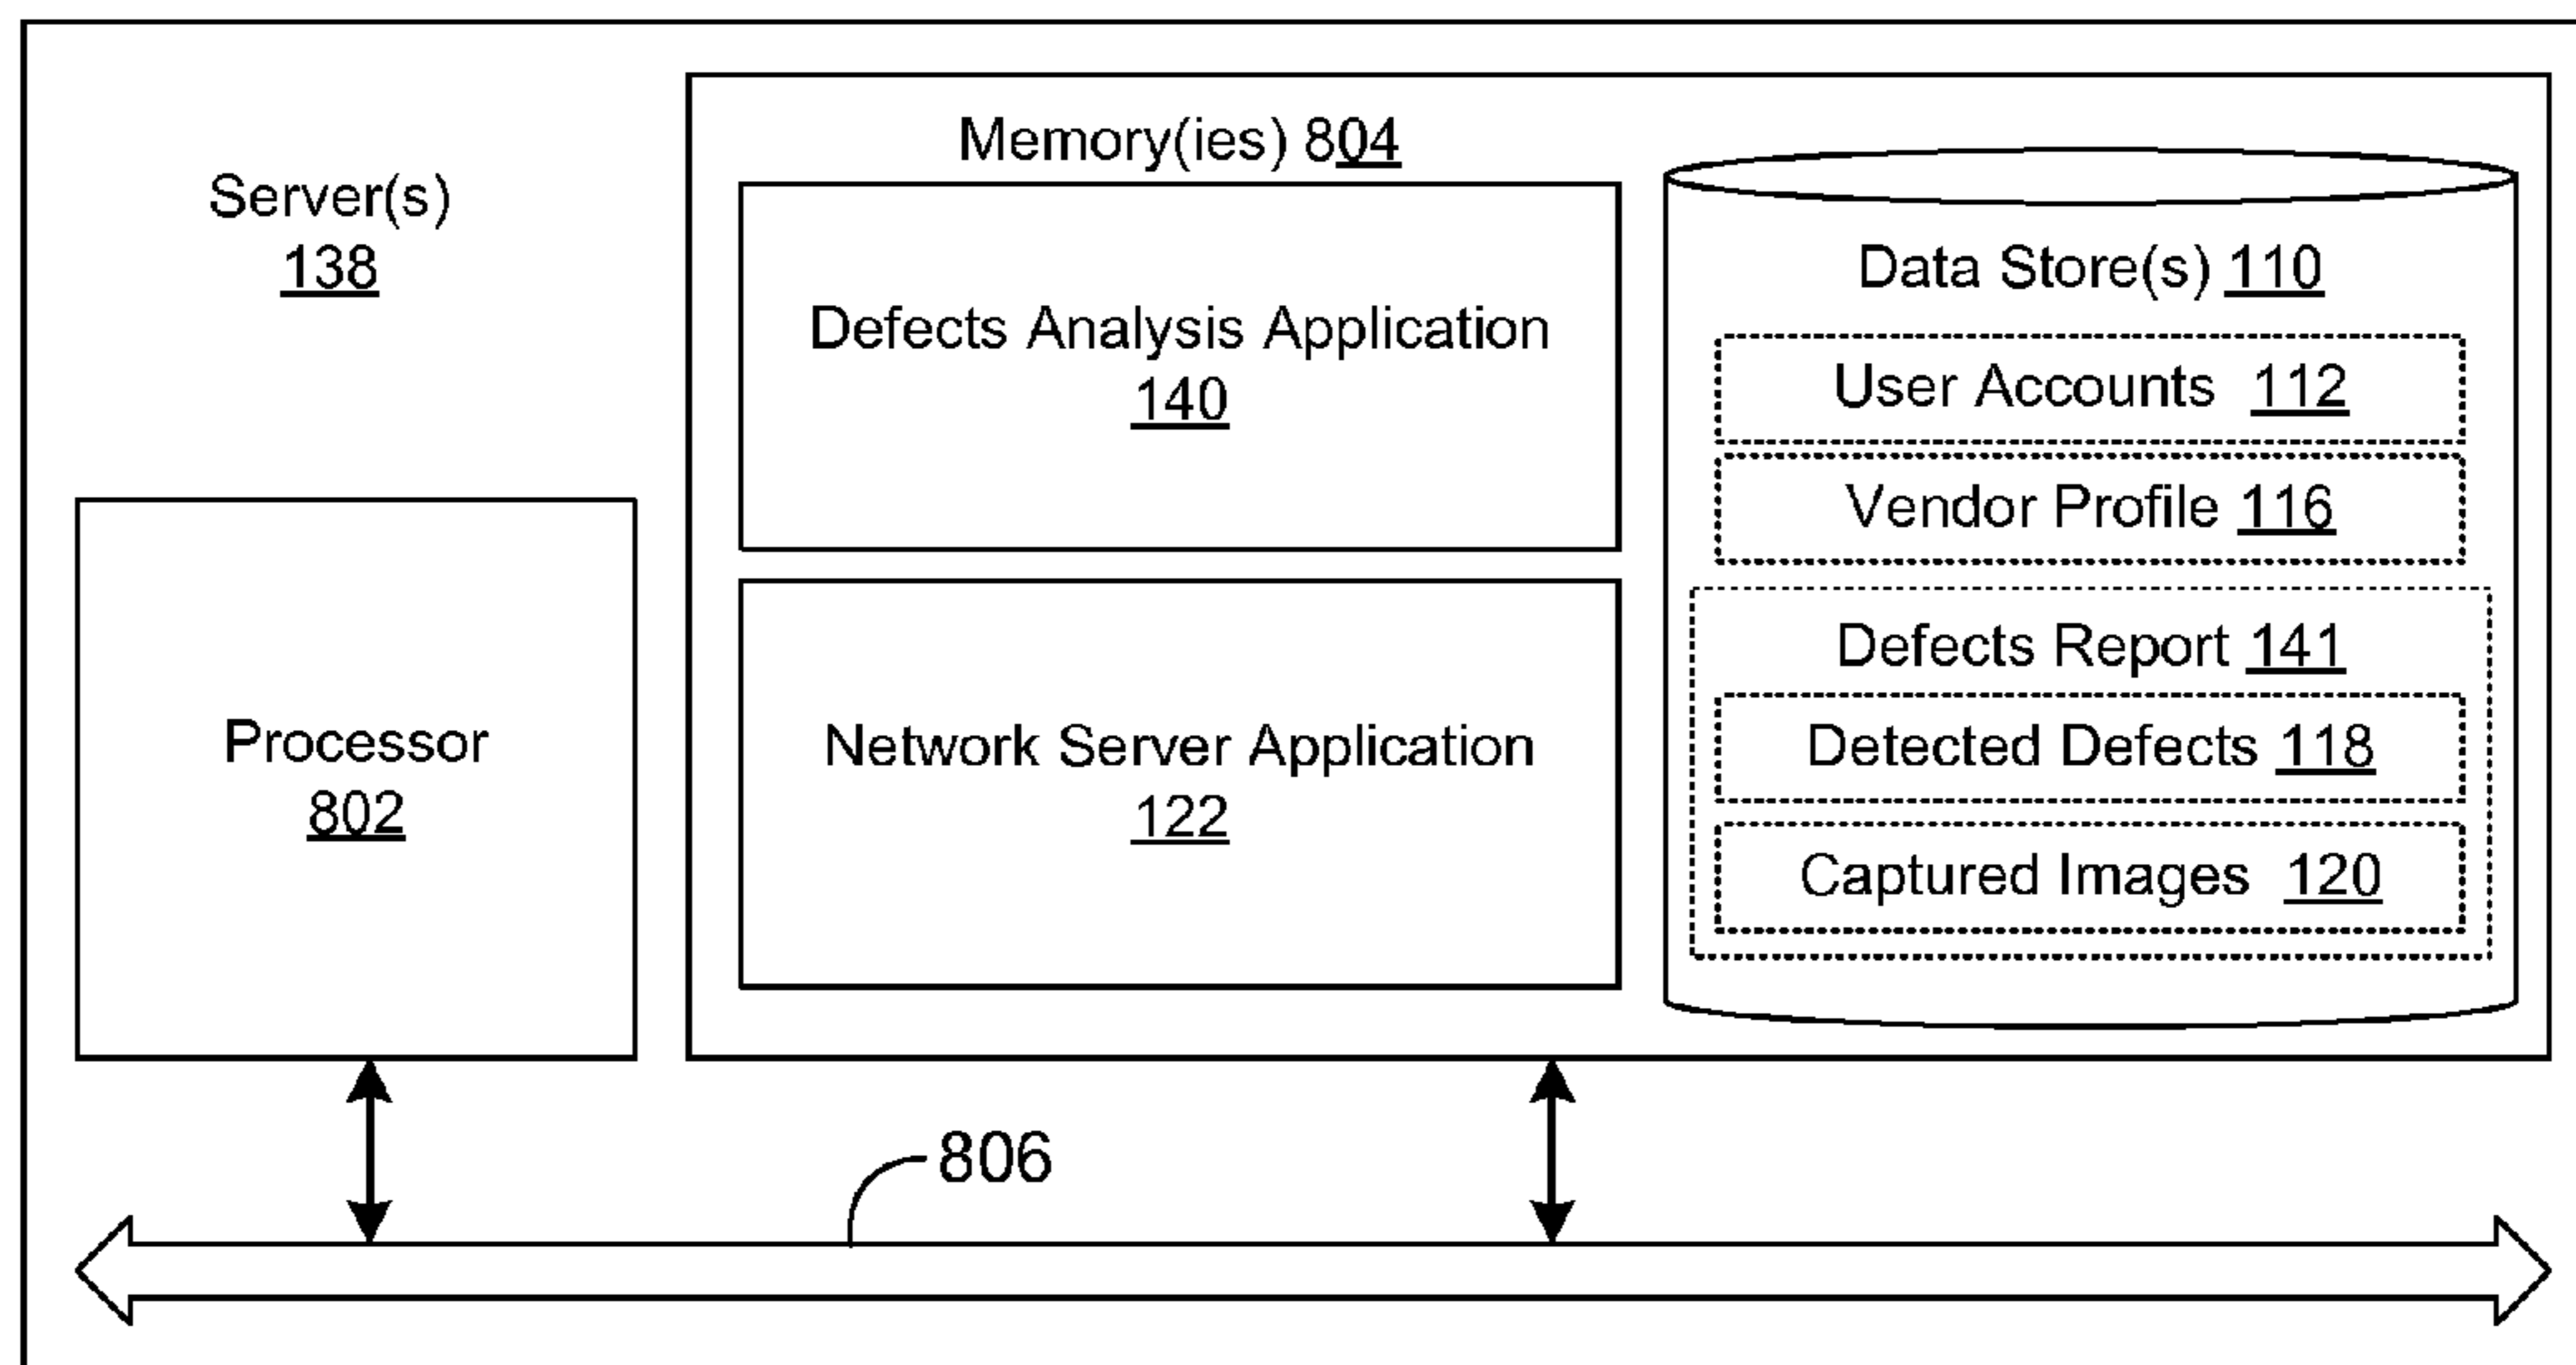 Server(s)
138
Processor
802
Memory(ies) 804
Defects Analysis Application
140
Network Server Application
122
Data Store(s) 110
User Accounts 112
Vendor Profile 116
Defects Report 141
Detected Defects 118
Captured Images 120
806